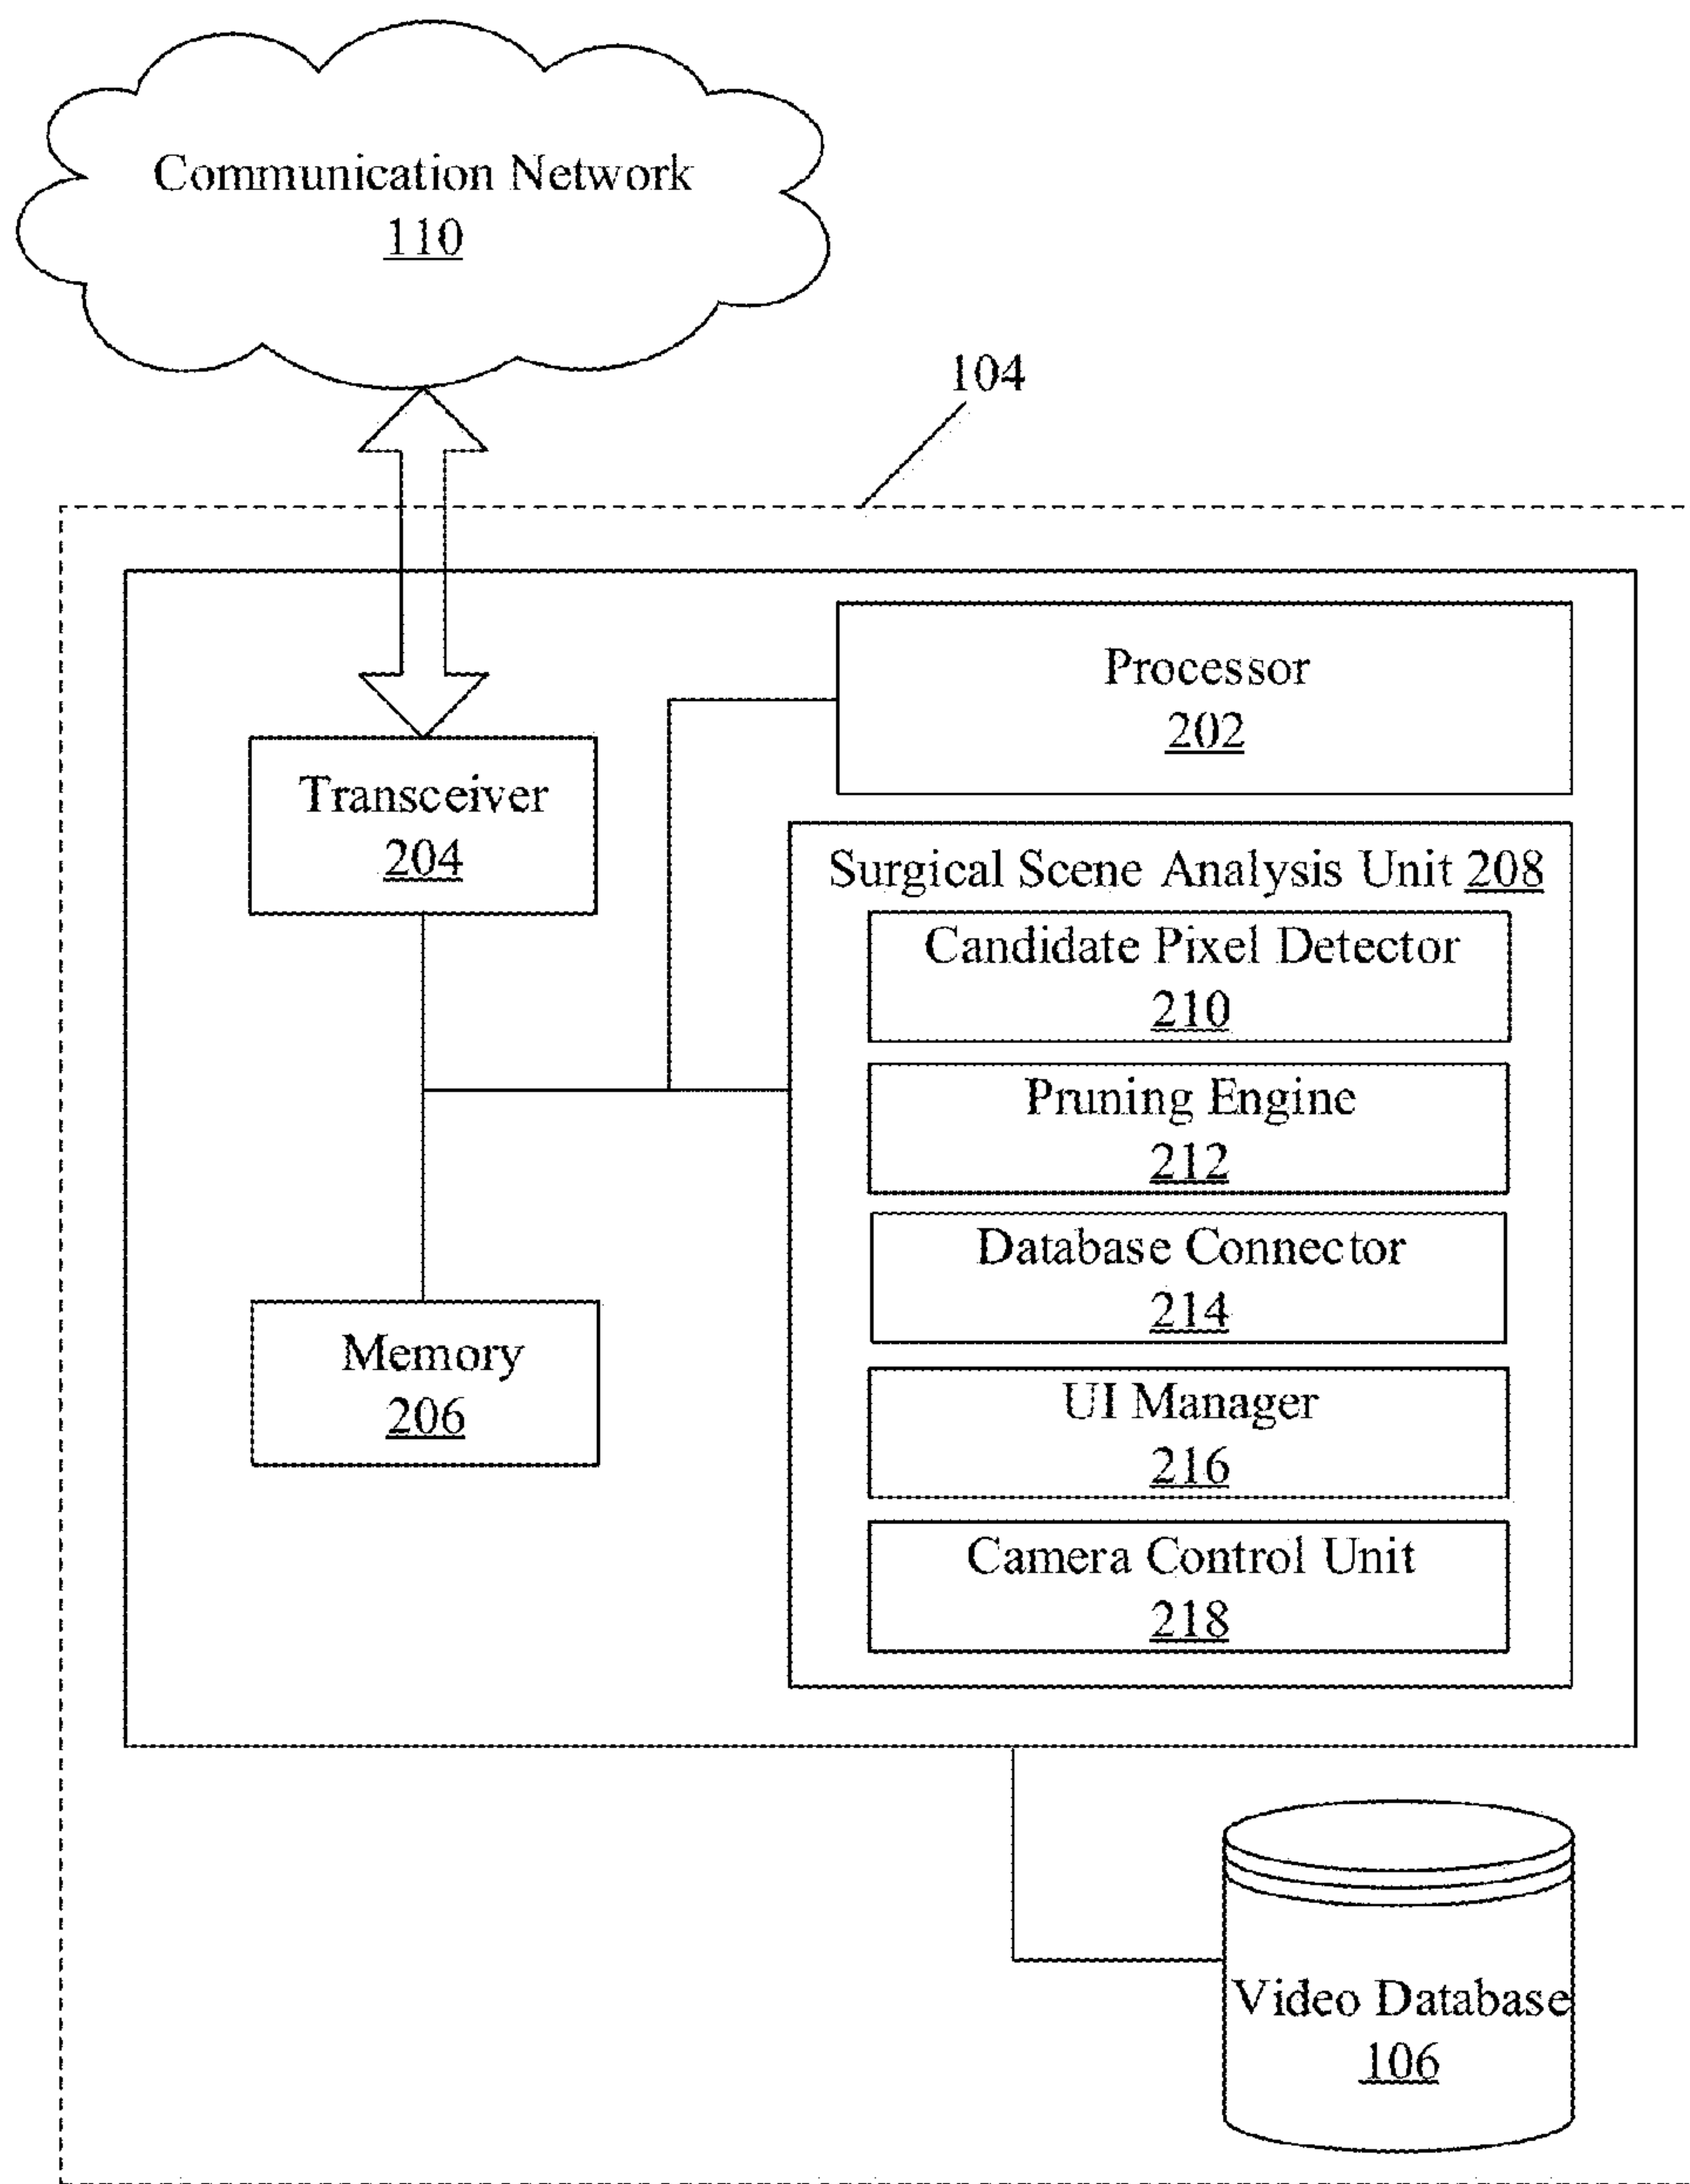 Communication Network
110
104
Processor
202
Transceiver
204
Surgical Scene Analysis Unit 208
Candidate Pixel Detector
210
Pruning Engine
212
Database Connector
214
Memory
206
UI Manager
216
Camera Control Unit
218
Video Database
106